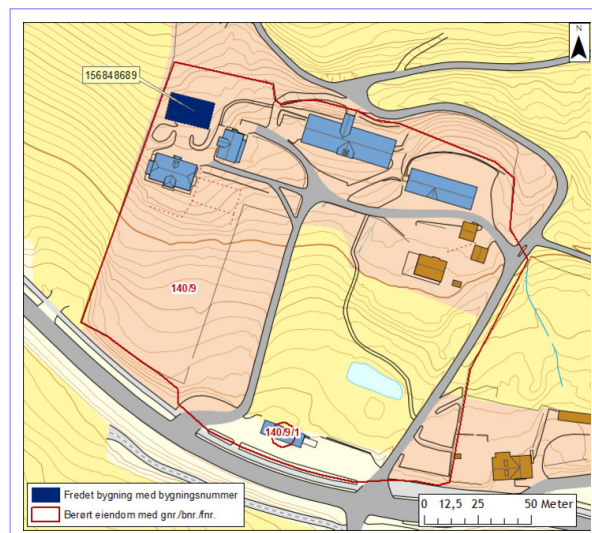 N
156848689
140/9
140/9/1
Fredet bygning med bygningsnummer
Berørt eiendom med gnr./bnr./fnr.
0 12,5 25 50 Meter